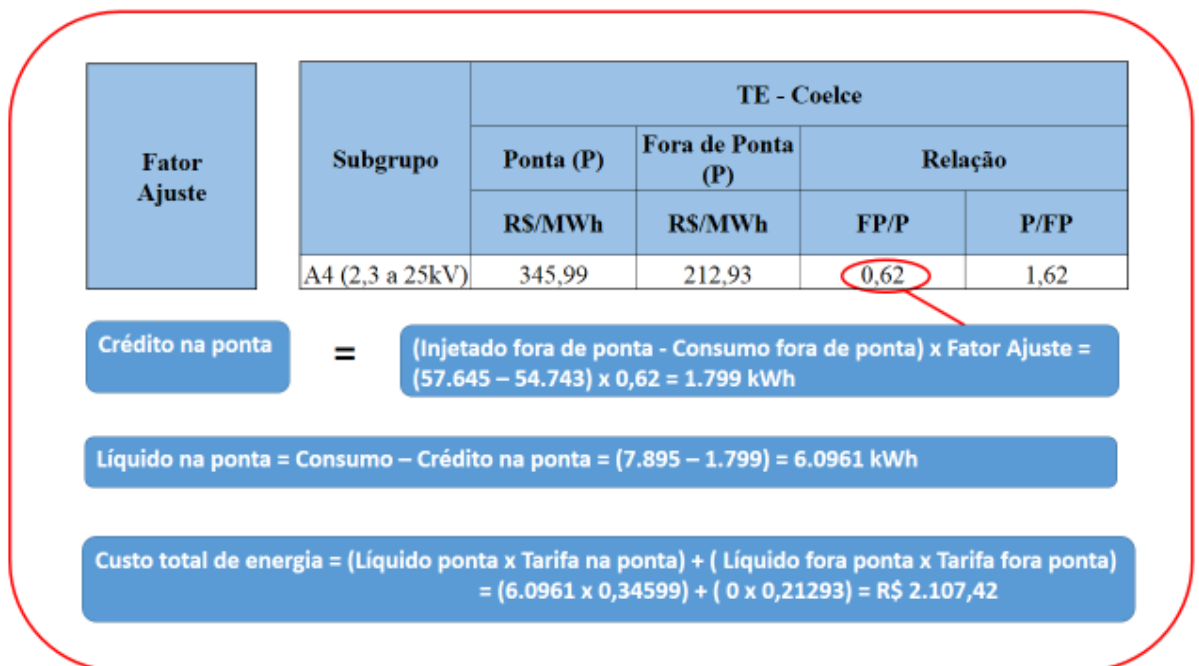 Fator
Ajuste
TE - Coelce
Subgrupo
Ponta (P)
Fora de Ponta
(P)
Relação
R$/MWh
R$/MWh
FP/P
P/FP
A4 (2,3 a 25kV)
345,99
212,93
0,62
1,62
Crédito na ponta
=
(Injetado fora de ponta - Consumo fora de ponta) x Fator Ajuste =
(57.645 – 54.743) x 0,62 = 1.799 kWh
Líquido na ponta = Consumo – Crédito na ponta = (7.895 – 1.799) = 6.0961 kWh
Custo total de energia = (Líquido ponta x Tarifa na ponta) + ( Líquido fora ponta x Tarifa fora ponta)
= (6.0961 x 0,34599) + ( 0 x 0,21293) = R$ 2.107,42